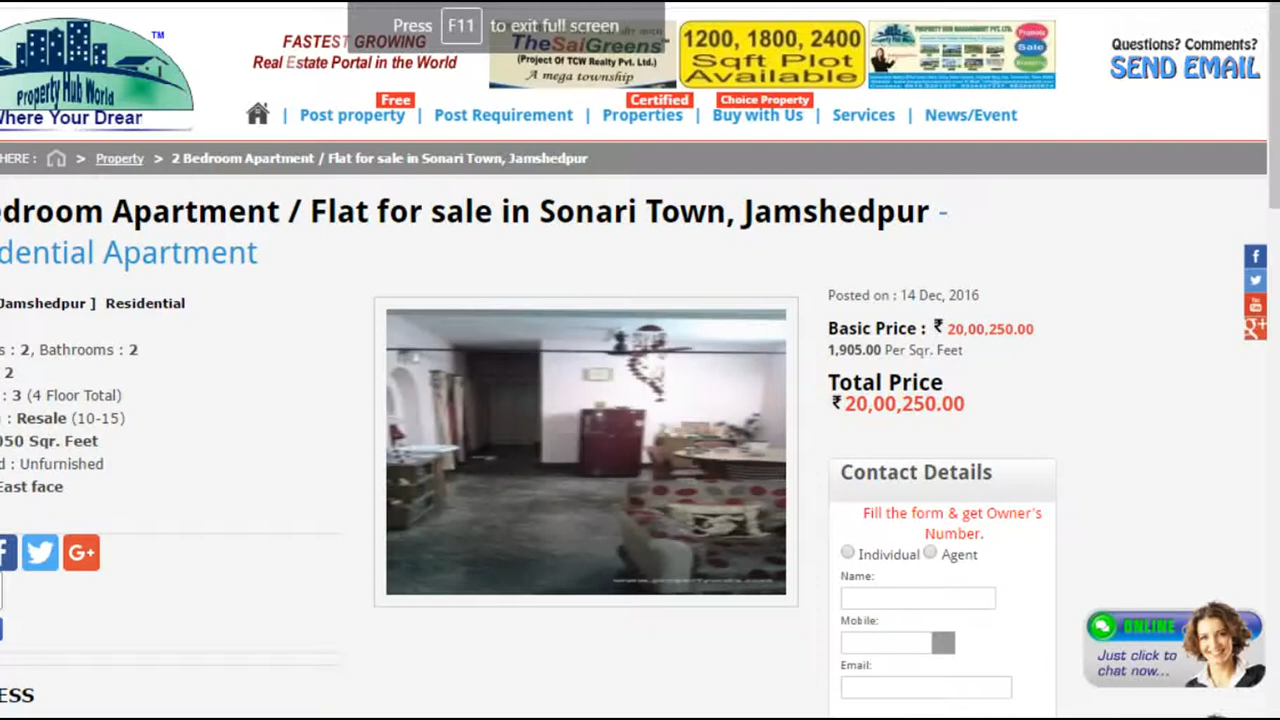 Press F11 to exit full screen
TM
Property Hub World
Where Your Drear
FASTEST GROWING
Real Estate Portal in the World
TheSaiGreens
(Project Of TCW Realty Pvt. Ltd.)
A mega township
1200, 1800, 2400
Sqft Plot
Available
PROPERTY HUB MANAGEMENT PVT. LTD.
Sale
Questions? Comments?
SEND EMAIL
Free
Certified
Choice Property
| Post property | Post Requirement | Properties | Buy with Us | Services | News/Event
HERE : > Property > 2 Bedroom Apartment / Flat for sale in Sonari Town, Jamshedpur
edroom Apartment / Flat for sale in Sonari Town, Jamshedpur -
dential Apartment
Jamshedpur ] Residential
s : 2, Bathrooms : 2
2
: 3 (4 Floor Total)
: Resale (10-15)
050 Sqr. Feet
d : Unfurnished
East face
ESS
Posted on : 14 Dec, 2016
Basic Price : ₹ 20,00,250.00
1,905.00 Per Sqr. Feet
Total Price
₹ 20,00,250.00
Contact Details
Fill the form & get Owner's
Number.
Individual Agent
Name:
Mobile:
Email:
ONLINE
Just click to
chat now...